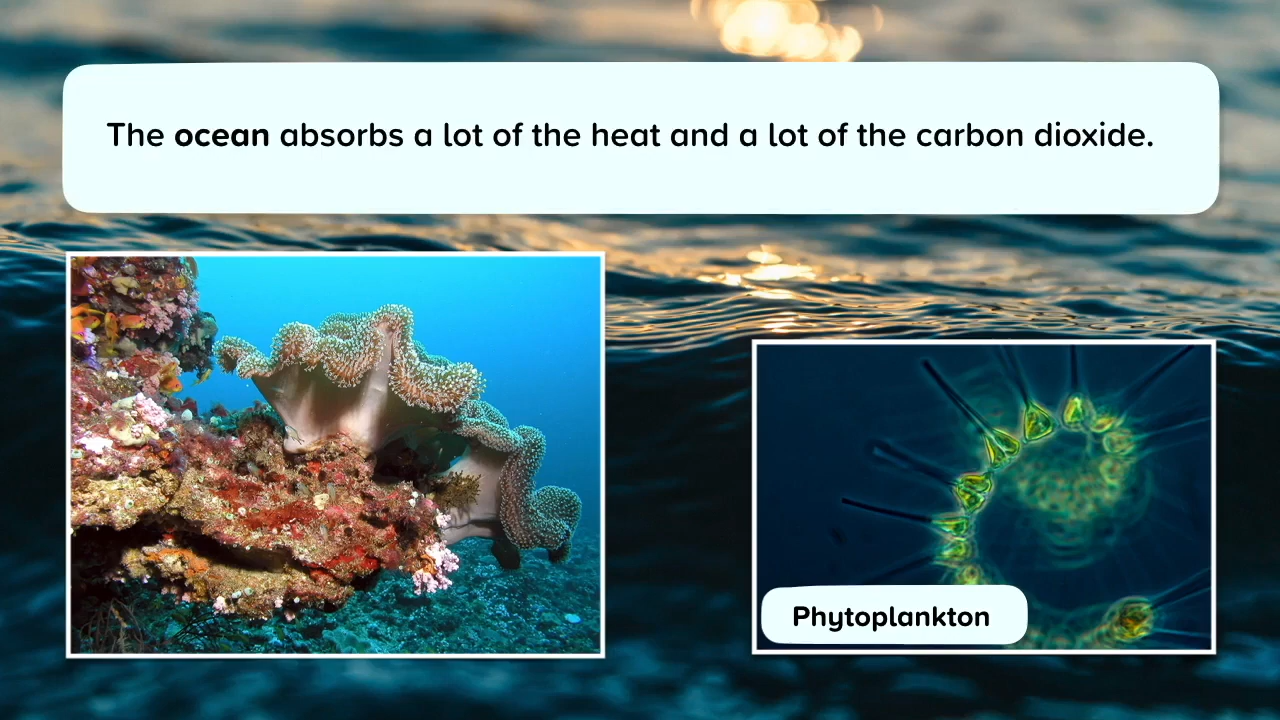 The ocean absorbs a lot of the heat and a lot of the carbon dioxide.
Phytoplankton